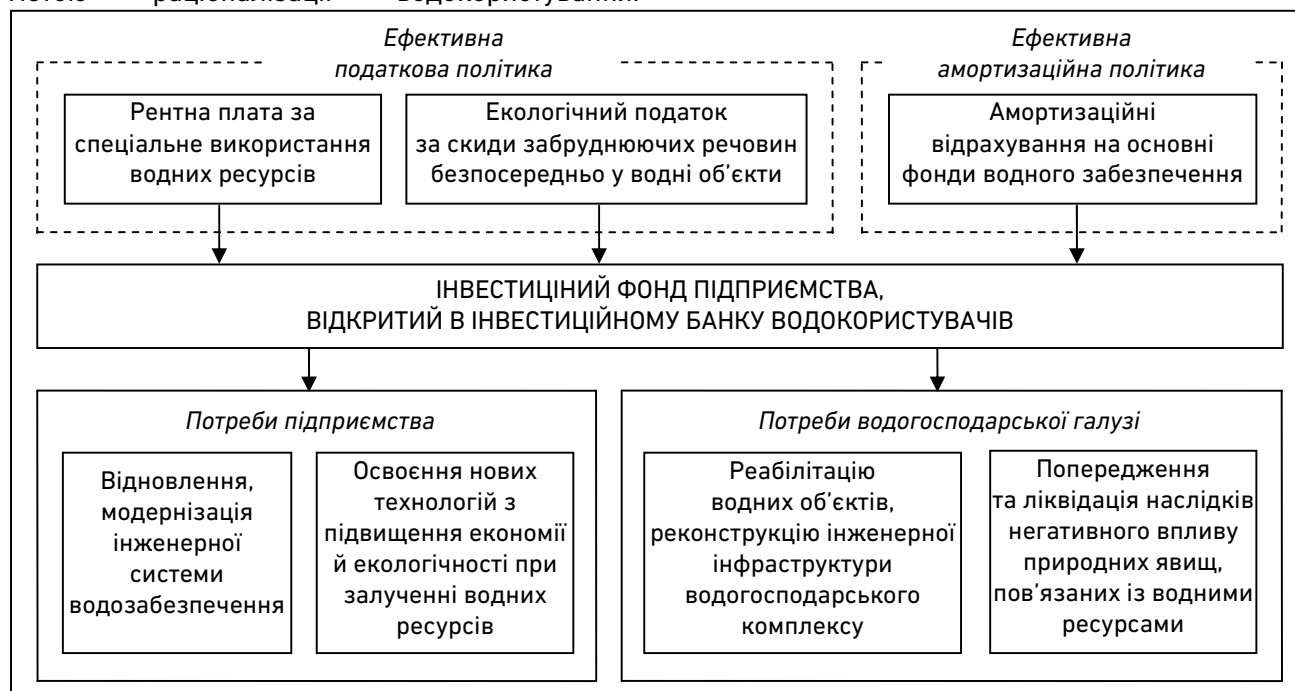 раціоналізації водокористування.
Ефективна
податкова політика
Ефективна
амортизаційна політика
Рентна плата за
спеціальне використання
водних ресурсів
Екологічний податок
за скиди забруднюючих речовин
безпосередньо у водні об’єкти
Амортизаційні
відрахування на основні
фонди водного забезпечення
ІНВЕСТИЦІНИЙ ФОНД ПІДПРИЄМСТВА,
ВІДКРИТИЙ В ІНВЕСТИЦІЙНОМУ БАНКУ ВОДОКОРИСТУВАЧІВ
Потреби підприємства
Відновлення,
модернізація
інженерної
системи
водозабезпечення
Освоєння нових
технологій з
підвищення економії
й екологічності при
залученні водних
ресурсів
Потреби водогосподарської галузі
Реабілітацію
водних об’єктів,
реконструкцію інженерної
інфраструктури
водогосподарського
комплексу
Попередження
та ліквідація наслідків
негативного впливу
природних явищ,
пов’язаних із водними
ресурсами